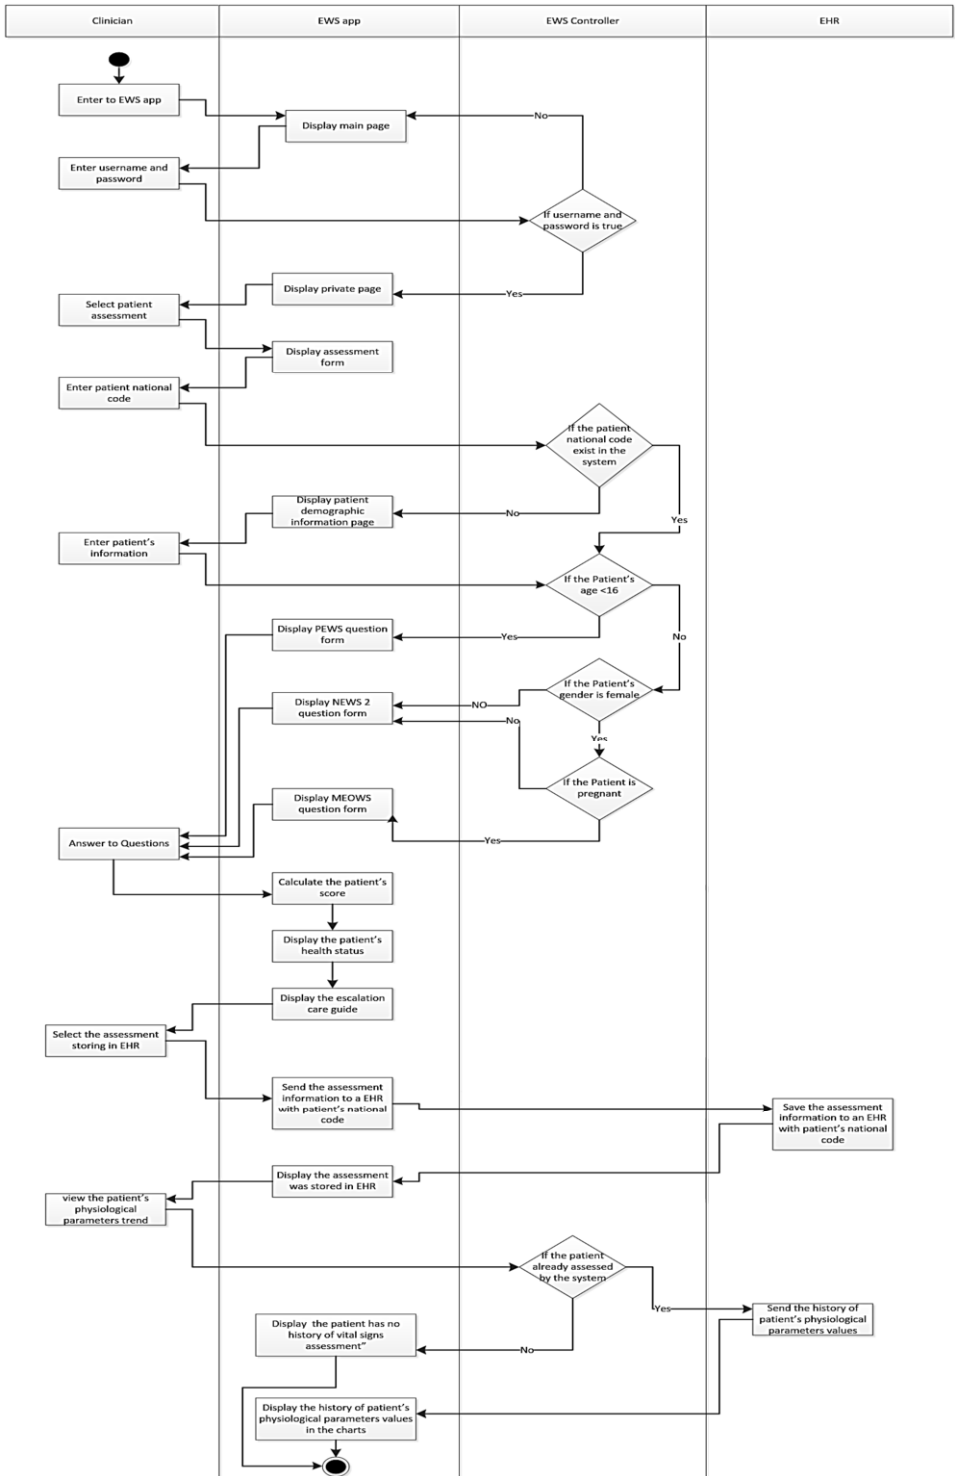 Clinician
EWS app
EWS Controller
EHR
Enter to EWS app
Display main page
No
Enter username and
password
If username and
password is true
Display private page
Yes
Select patient
assessment
Display assessment
form
Enter patient national
code
If the patient
national code
exist in the
system
Display patient
demographic
information page
No
Yes
Enter patient's
information
If the Patient's
age <16
Display PEWS question
form
Yes
No
If the Patient's
gender is female
Display NEWS 2
question form
NO
No
Yes
If the Patient is
pregnant
Display MEOWS
question form
Yes
Answer to Questions
Calculate the patient's
score
Display the patient's
health status
Display the escalation
care guide
Select the assessment
storing in EHR
Send the assessment
information to a EHR
with patient's national
code
Save the assessment
information to an EHR
with patient's national
code
Display the assessment
was stored in EHR
view the patient's
physiological
parameters trend
If the patient
already assessed
by the system
Yes
Send the history of
patient's physiological
parameters values
Display the patient has no
history of vital signs
assessment"
No
Display the history of patient's
physiological parameters values
in the charts